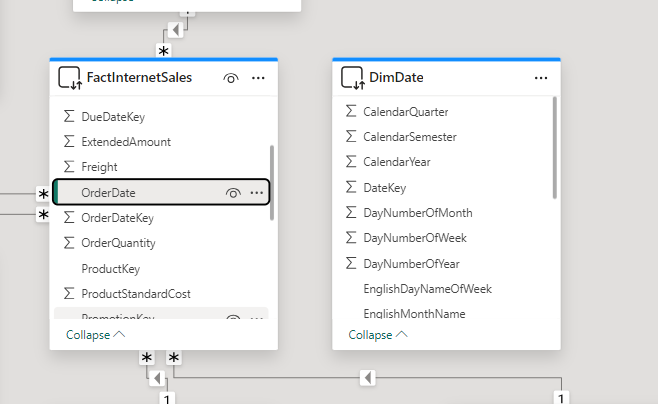 Collapse
*
FactInternetSales
DueDateKey
ExtendedAmount
Freight
OrderDate
OrderDateKey
OrderQuantity
ProductKey
ProductStandardCost
PromotionKey
Collapse
DimDate
CalendarQuarter
CalendarSemester
CalendarYear
DateKey
DayNumberOfMonth
DayNumberOfWeek
DayNumberOfYear
EnglishDayNameOfWeek
EnglishMonthName
Collapse
*
*
* *
1
1